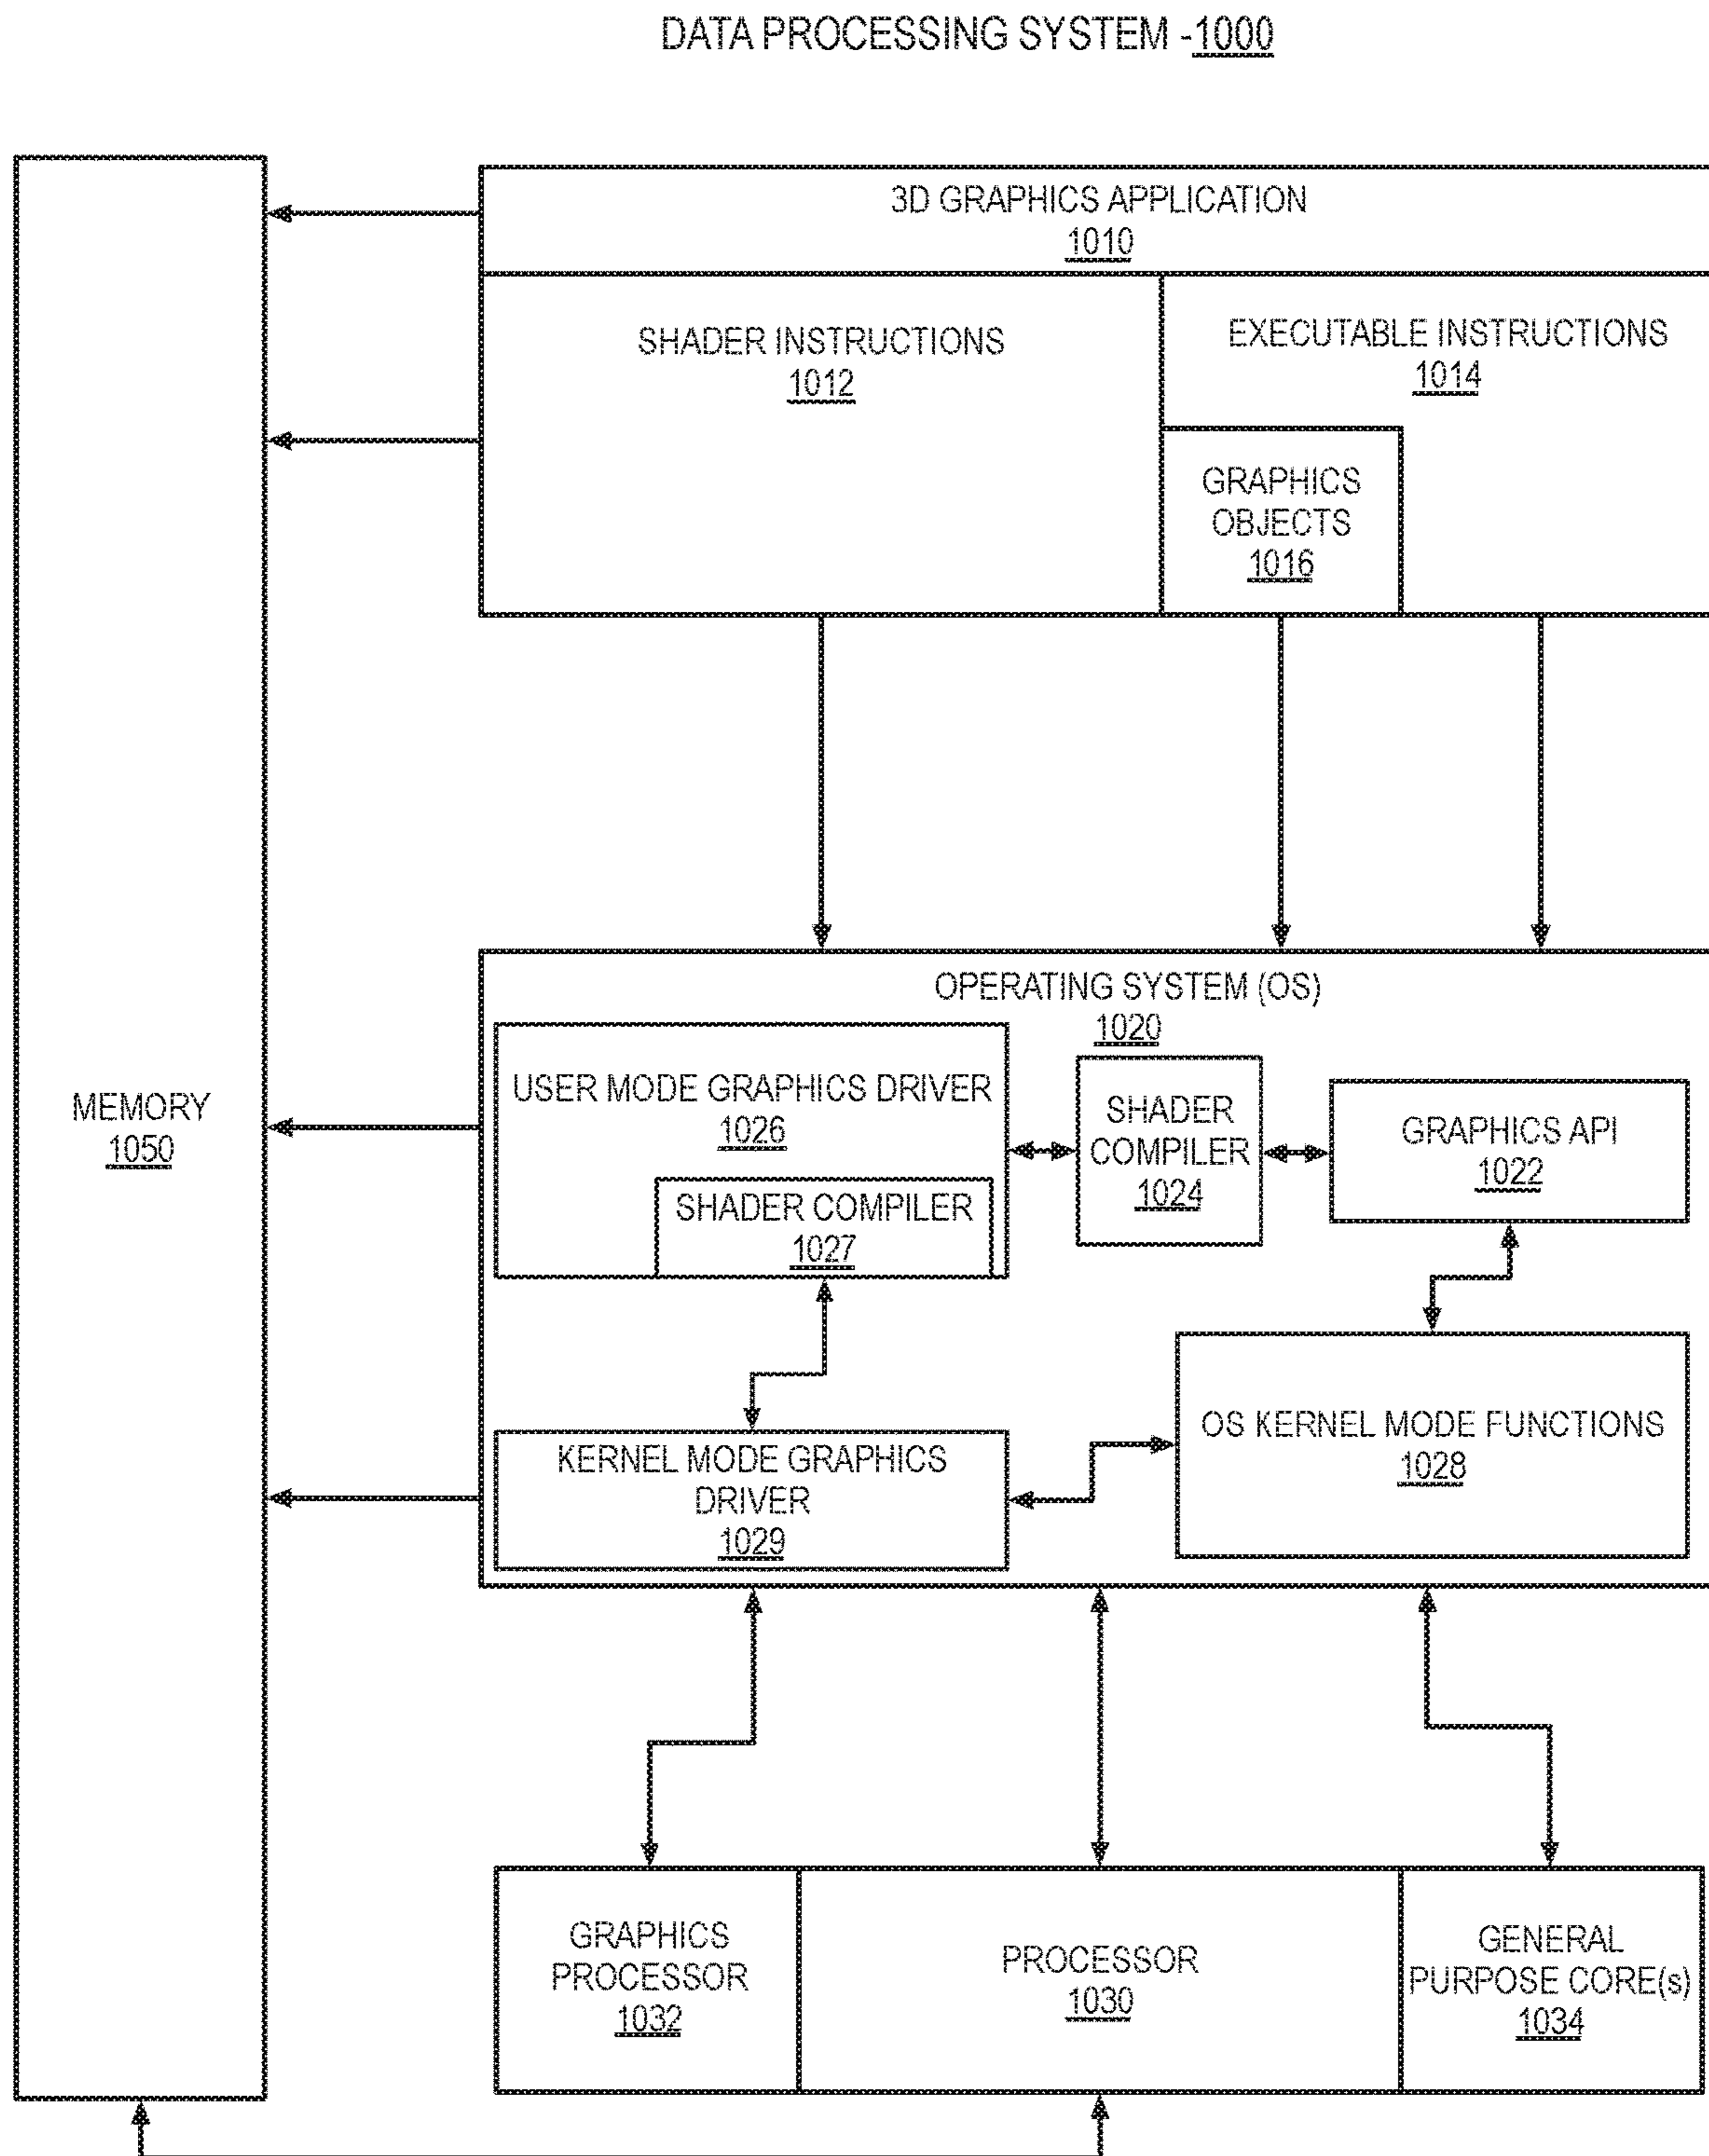 DATA PROCESSING SYSTEM -1000
3D GRAPHICS APPLICATION
1010
SHADER INSTRUCTIONS
1012
EXECUTABLE INSTRUCTIONS
1014
GRAPHICS
OBJECTS
1016
MEMORY
1050
OPERATING SYSTEM (OS)
1020
USER MODE GRAPHICS DRIVER
1026
SHADER COMPILER
1027
SHADER
COMPILER
1024
GRAPHICS API
1022
KERNEL MODE GRAPHICS
DRIVER
1029
OS KERNEL MODE FUNCTIONS
1028
GRAPHICS
PROCESSOR
1032
PROCESSOR
1030
GENERAL
PURPOSE CORE(s)
1034